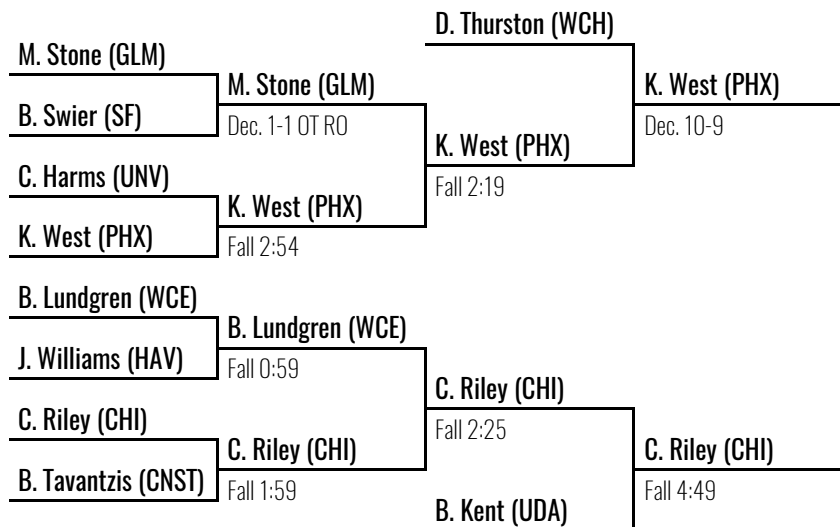 D. Thurston (WCH)
M. Stone (GLM)
M. Stone (GLM)
K. West (PHX)
B. Swier (SF)
Dec. 1-1 OT RO
Dec. 10-9
K. West (PHX)
C. Harms (UNV)
Fall 2:19
K. West (PHX)
K. West (PHX)
Fall 2:54
B. Lundgren (WCE)
B. Lundgren (WCE)
J. Williams (HAV)
Fall 0:59
C. Riley (CHI)
C. Riley (CHI)
Fall 2:25
C. Riley (CHI)
C. Riley (CHI)
B. Tavantzis (CNST)
Fall 1:59
Fall 4:49
B. Kent (UDA)